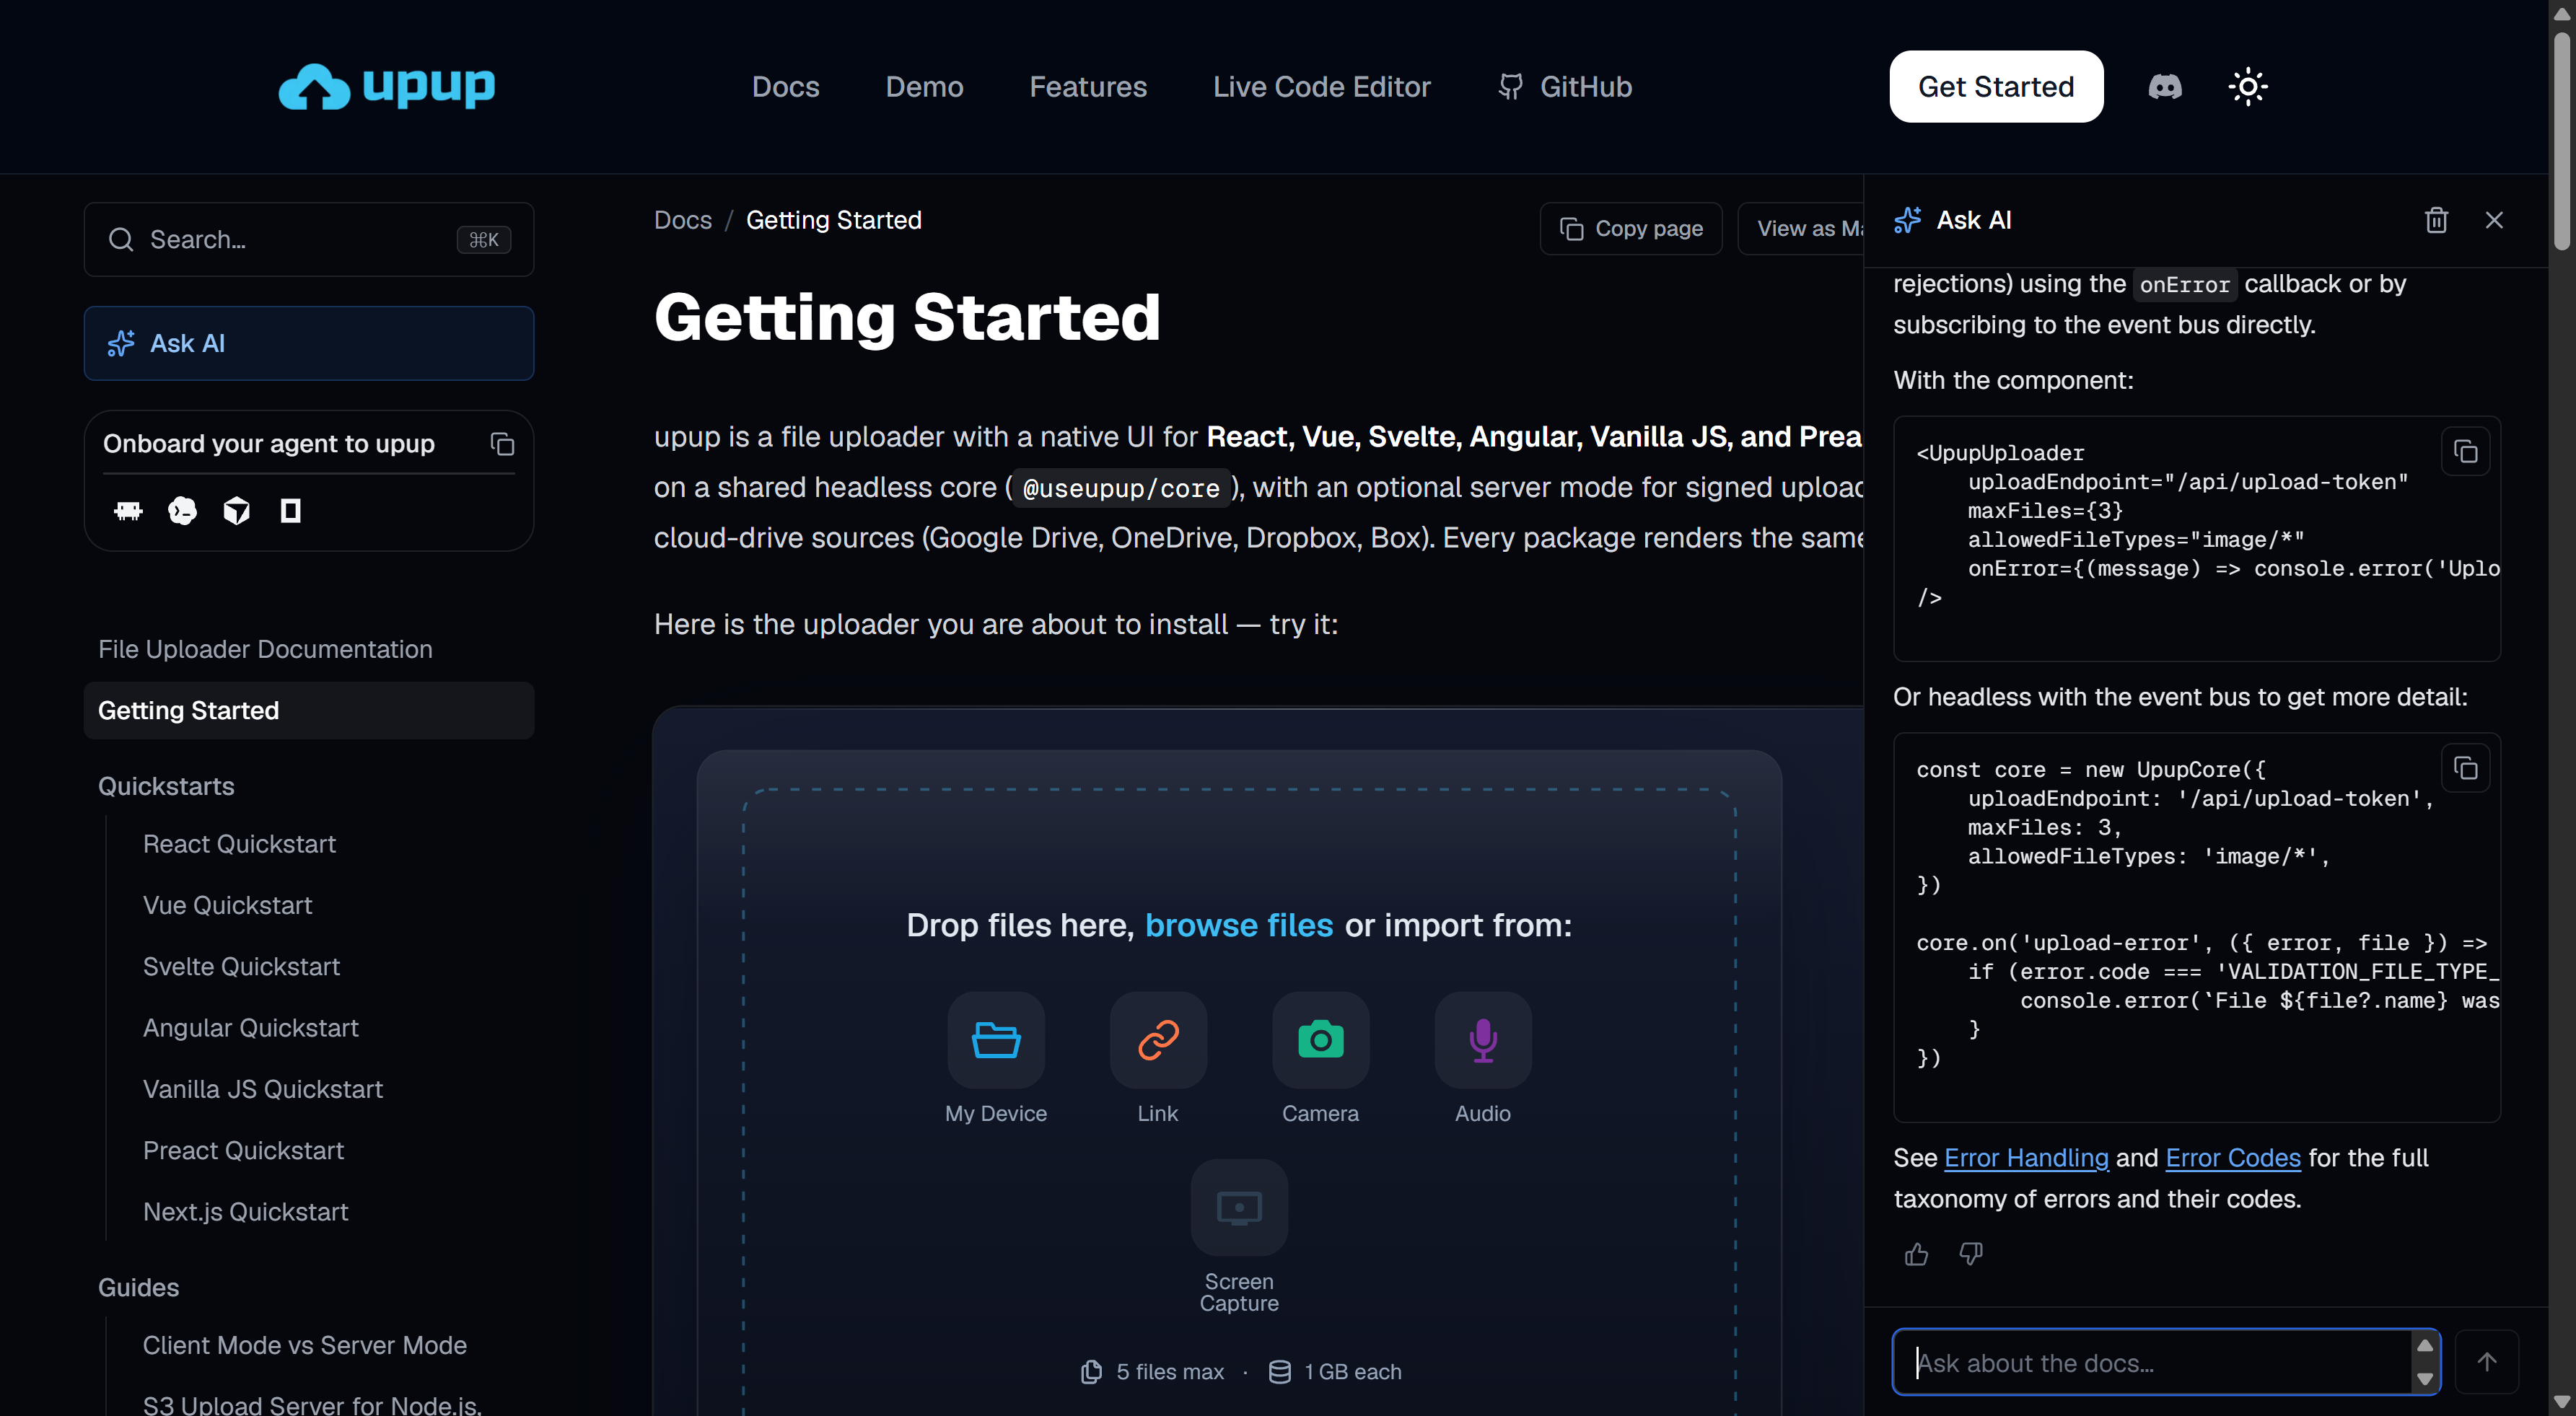 upup
Docs
Demo
Features
Live Code Editor
GitHub
Get Started
Search...
⌘K
Ask AI
Onboard your agent to upup
File Uploader Documentation
Getting Started
Quickstarts
React Quickstart
Vue Quickstart
Svelte Quickstart
Angular Quickstart
Vanilla JS Quickstart
Preact Quickstart
Next.js Quickstart
Guides
Client Mode vs Server Mode
S3 Upload Server for Node.js,
Docs / Getting Started
Copy page
View as Ma
Getting Started
upup is a file uploader with a native UI for React, Vue, Svelte, Angular, Vanilla JS, and Prea
on a shared headless core ( @useupup/core ), with an optional server mode for signed upload
cloud-drive sources (Google Drive, OneDrive, Dropbox, Box). Every package renders the same
Here is the uploader you are about to install — try it:
Drop files here, browse files or import from:
My Device
Link
Camera
Audio
Screen
Capture
5 files max · 1 GB each
Ask AI
rejections) using the onError callback or by
subscribing to the event bus directly.
With the component:
<UpupUploader
    uploadEndpoint="/api/upload-token"
    maxFiles={3}
    allowedFileTypes="image/*"
    onError={(message) => console.error('Uplo
/>
Or headless with the event bus to get more detail:
const core = new UpupCore({
    uploadEndpoint: '/api/upload-token',
    maxFiles: 3,
    allowedFileTypes: 'image/*',
})
core.on('upload-error', ({ error, file }) =>
    if (error.code === 'VALIDATION_FILE_TYPE_
        console.error(`File ${file?.name} was
    }
})
See Error Handling and Error Codes for the full
taxonomy of errors and their codes.
Ask about the docs...